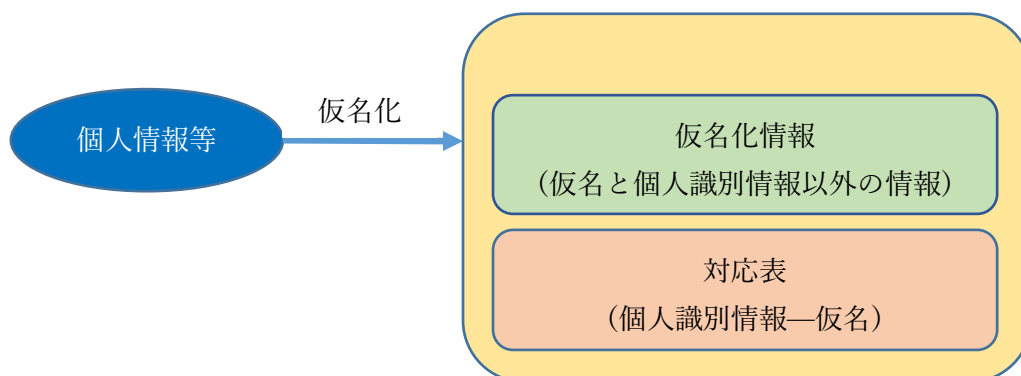 個人情報等
仮名化
仮名化情報
（仮名と個人識別情報以外の情報）
対応表
（個人識別情報―仮名）